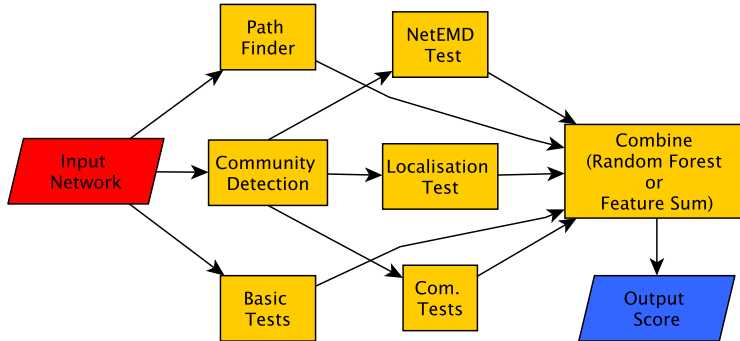 Path
Finder
NetEMD
Test
Input
Network
Community
Detection
Localisation
Test
Combine
(Random Forest
or
Feature Sum)
Basic
Tests
Com.
Tests
Output
Score